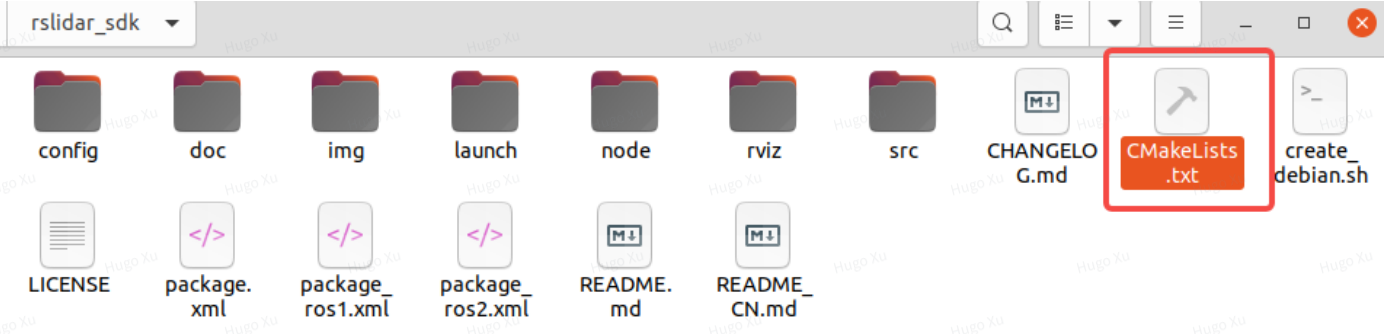 rslidar_sdk
config
doc
img
launch
node
rviz
src
CHANGELO
G.md
CMakeLists
.txt
create_
debian.sh
LICENSE
package.
xml
package_
ros1.xml
package_
ros2.xml
README.
md
README_
CN.md
Hugo Xu